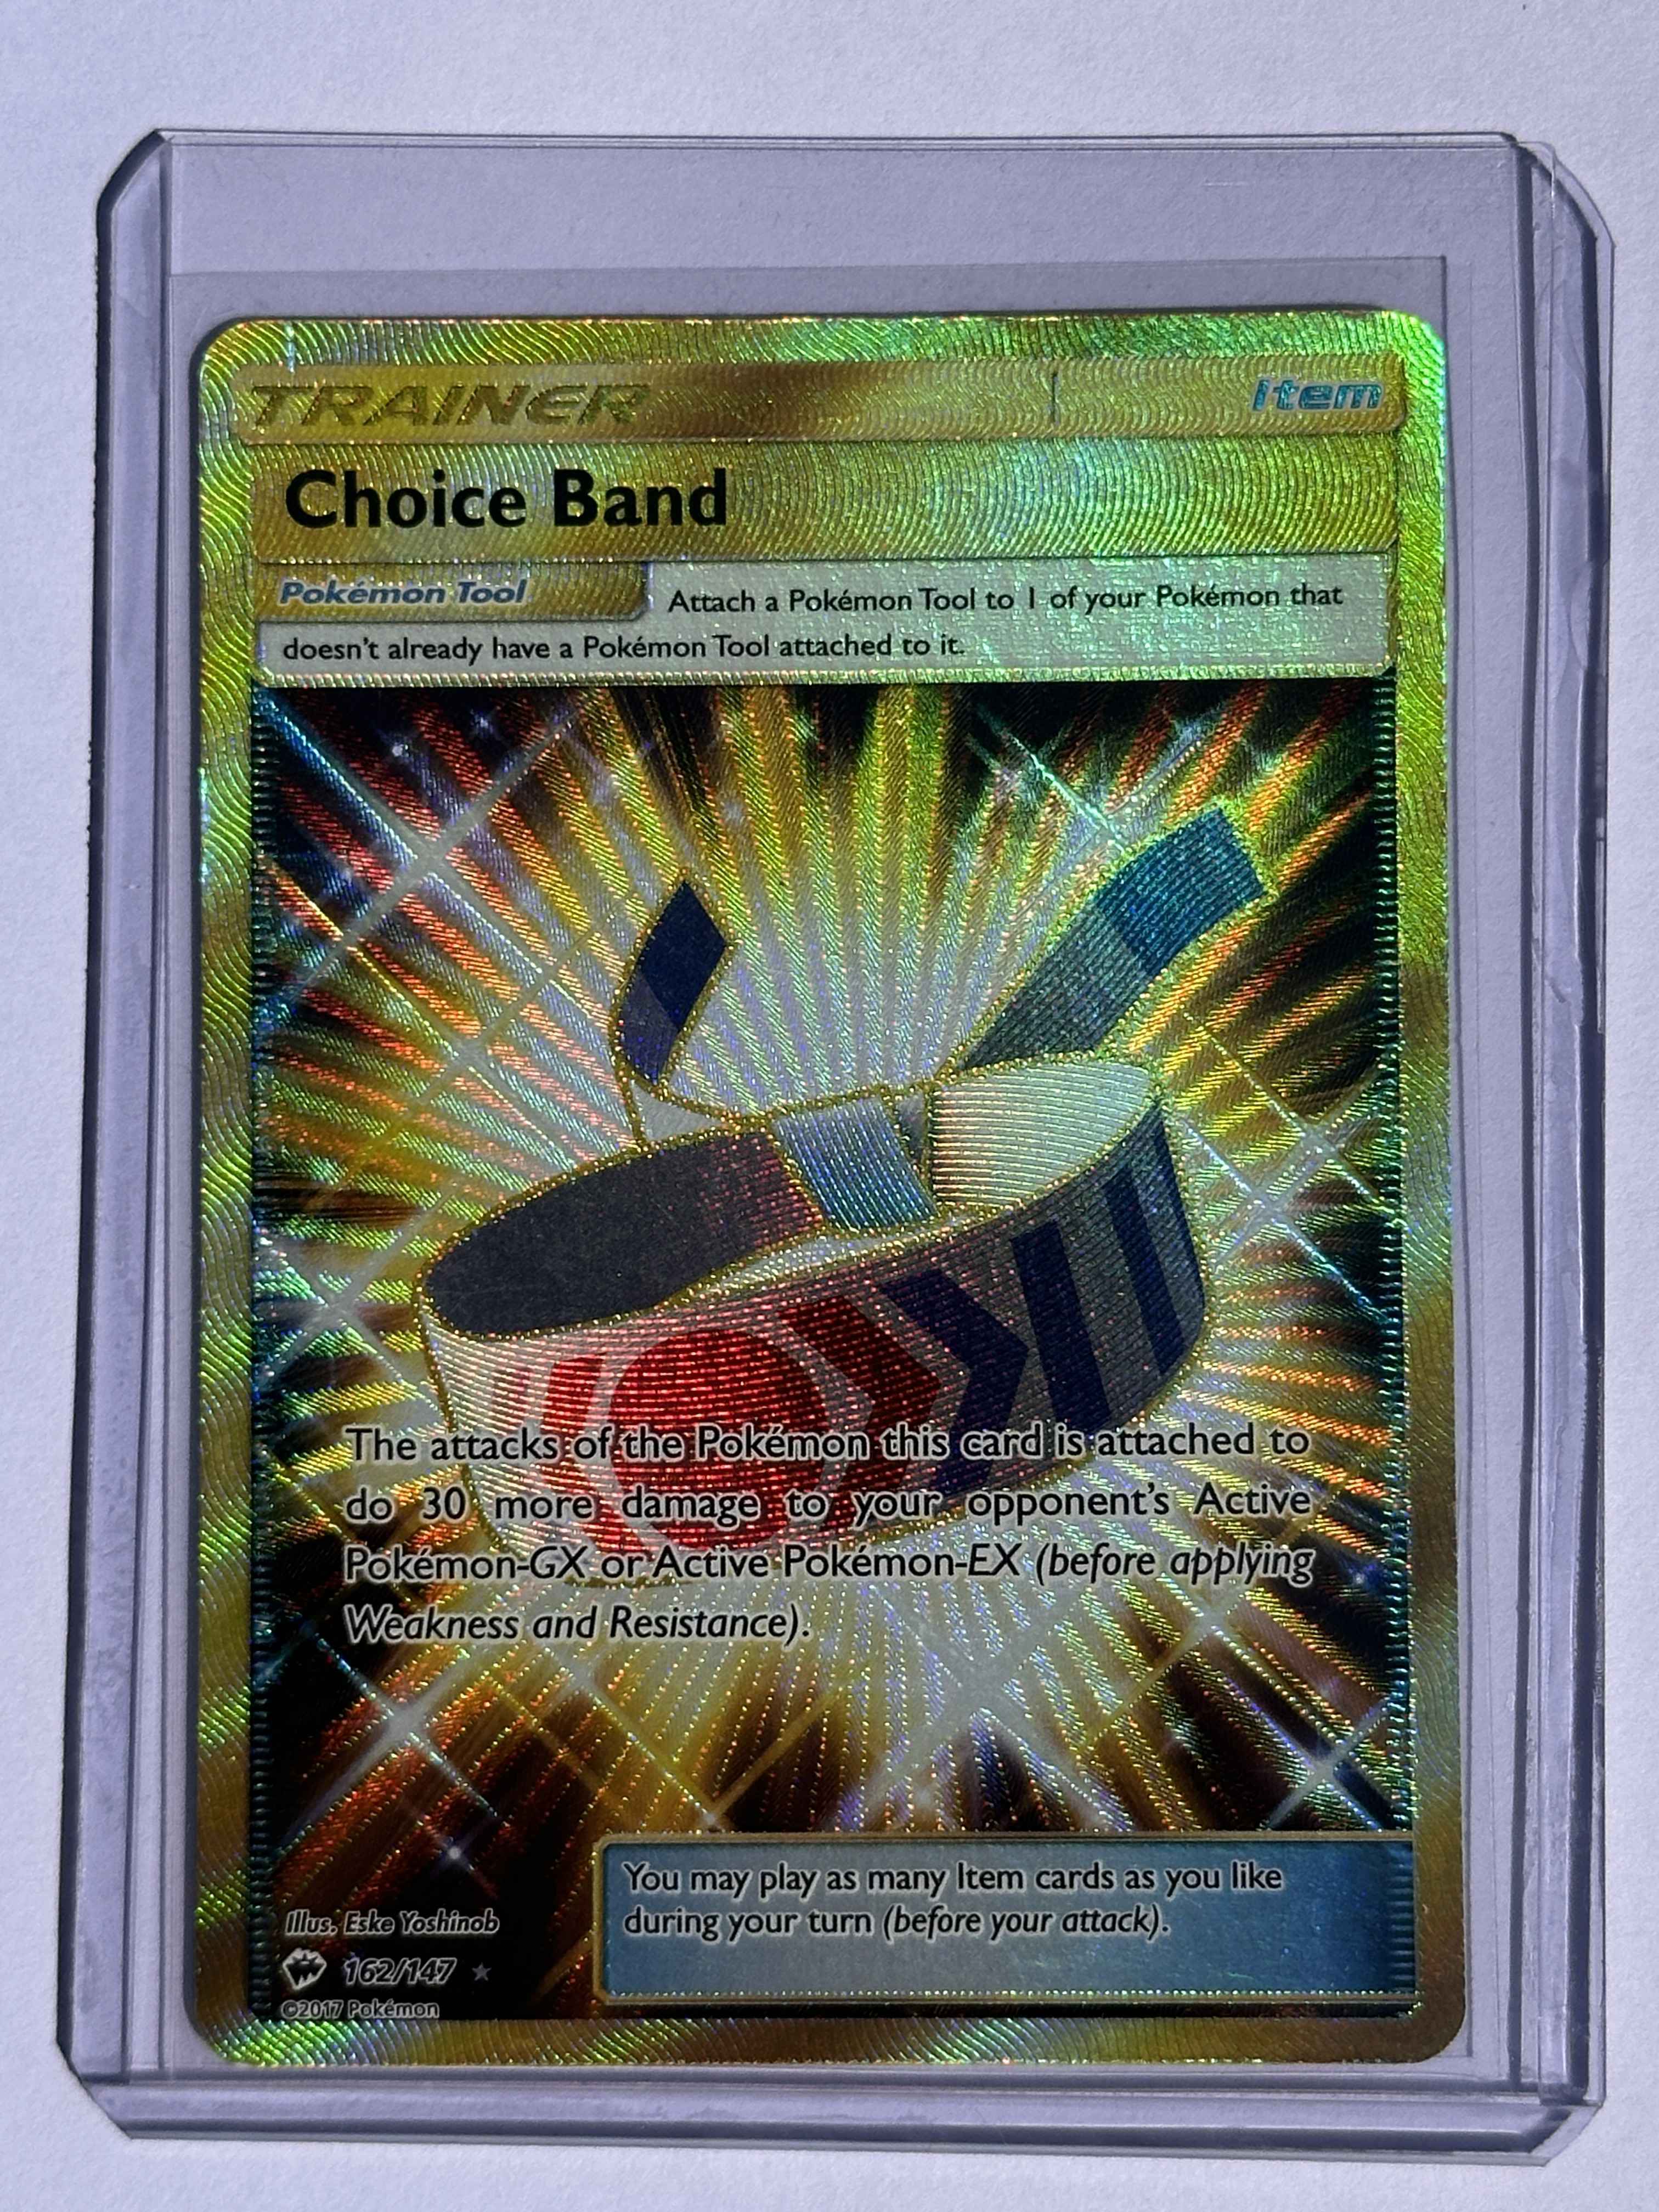 TRAINER
Item
Choice Band
Pokémon Tool
Attach a Pokémon Tool to 1 of your Pokémon that
doesn't already have a Pokémon Tool attached to it.
The attacks of the Pokémon this card is attached to
do 30 more damage to your opponent's Active
Pokémon-GX or Active Pokémon-EX (before applying
Weakness and Resistance).
You may play as many Item cards as you like
during your turn (before your attack).
Illus. Eske Yoshinob
162/147 ★
©2017 Pokémon